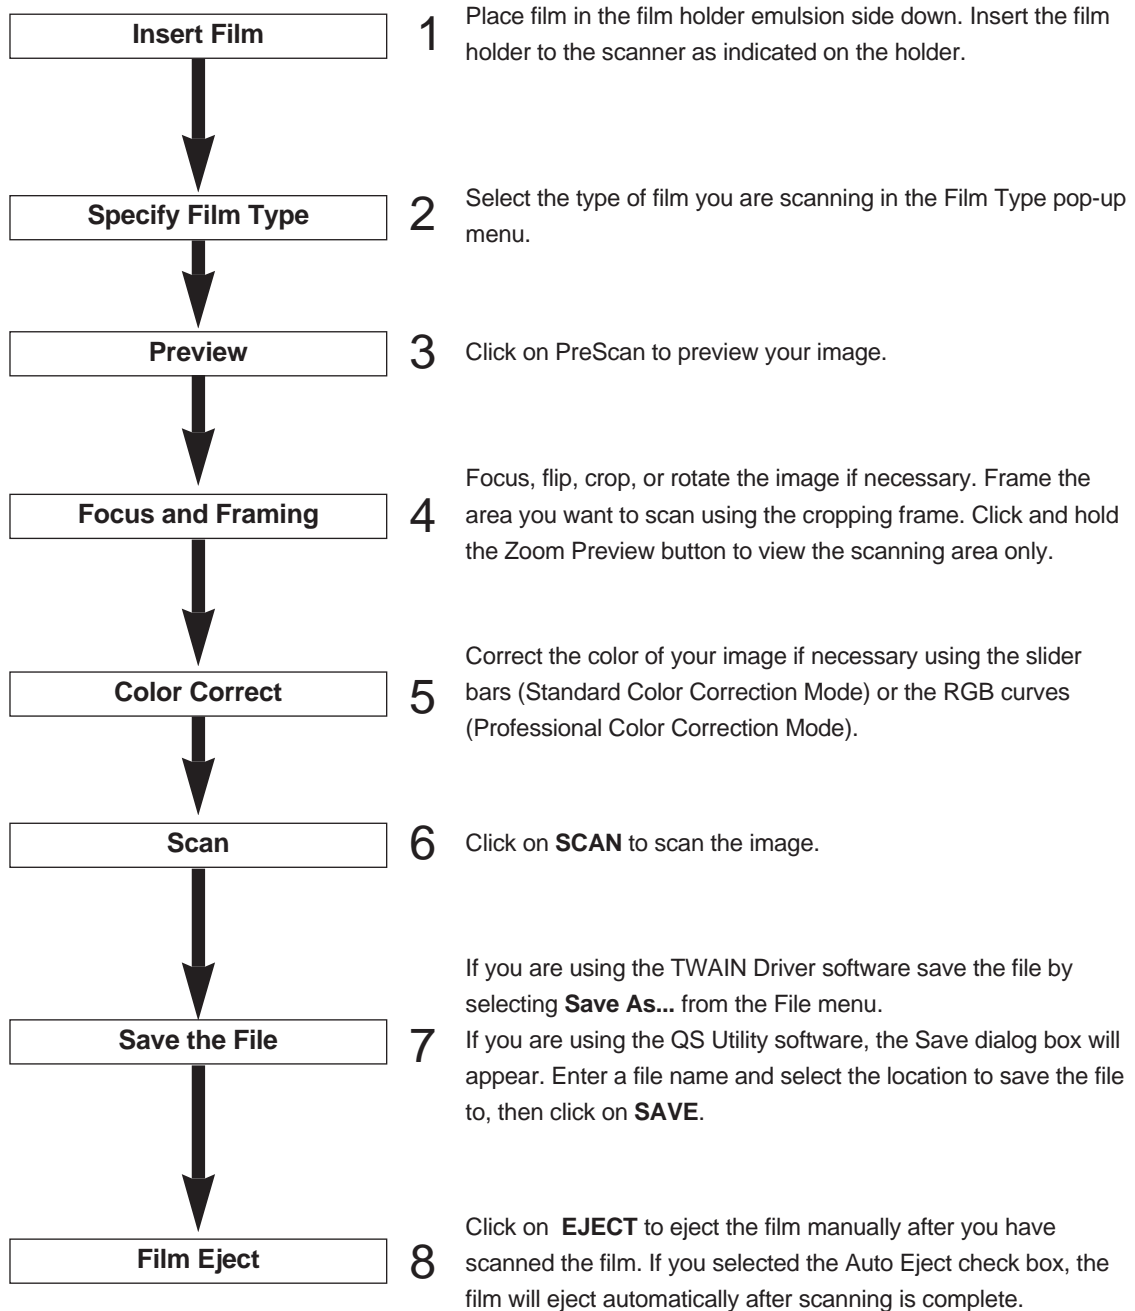 Insert Film
1
Place film in the film holder emulsion side down. Insert the film
holder to the scanner as indicated on the holder.
Specify Film Type
2
Select the type of film you are scanning in the Film Type pop-up
menu.
Preview
3
Click on PreScan to preview your image.
Focus and Framing
4
Focus, flip, crop, or rotate the image if necessary. Frame the
area you want to scan using the cropping frame. Click and hold
the Zoom Preview button to view the scanning area only.
Color Correct
5
Correct the color of your image if necessary using the slider
bars (Standard Color Correction Mode) or the RGB curves
(Professional Color Correction Mode).
Scan
6
Click on SCAN to scan the image.
Save the File
7
If you are using the TWAIN Driver software save the file by
selecting Save As... from the File menu.
If you are using the QS Utility software, the Save dialog box will
appear. Enter a file name and select the location to save the file
to, then click on SAVE.
Film Eject
8
Click on EJECT to eject the film manually after you have
scanned the film. If you selected the Auto Eject check box, the
film will eject automatically after scanning is complete.